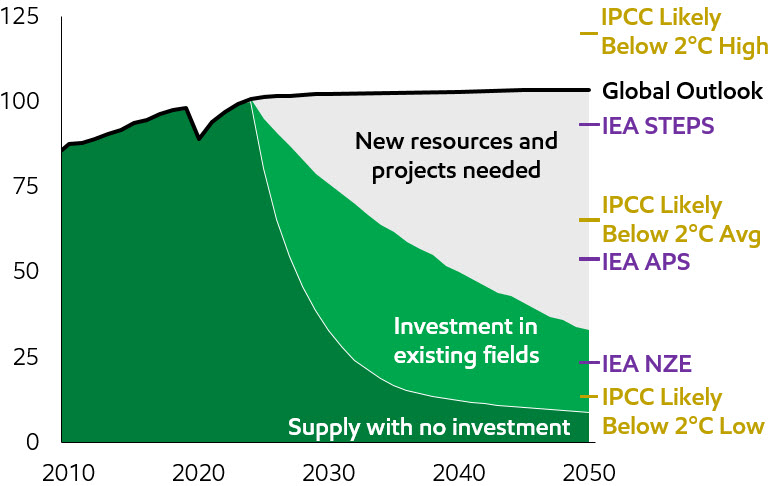 125
IPCC Likely
Below 2°C High
100
Global Outlook
IEA STEPS
New resources and
projects needed
75
IPCC Likely
Below 2°C Avg
IEA APS
50
Investment in
existing fields
25
IEA NZE
IPCC Likely
Below 2°C Low
Supply with no investment
0
2010 2020 2030 2040 2050